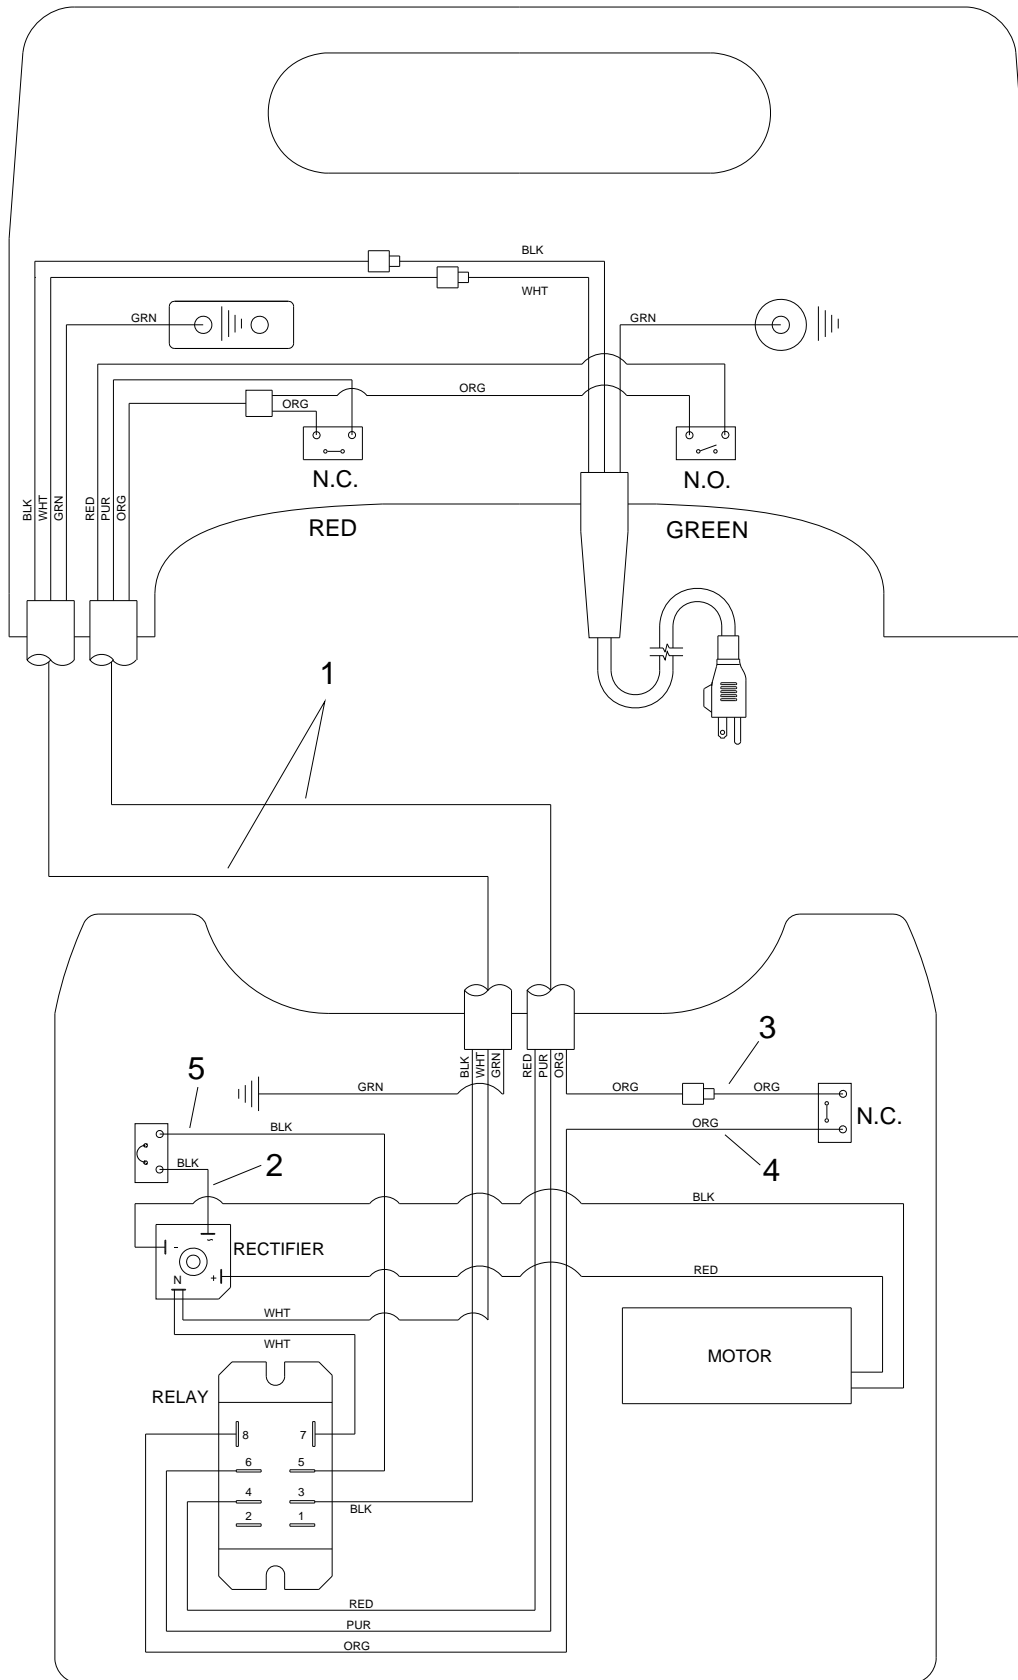 BLK
WHT
GRN
GRN
ORG
ORG
N.C.
N.O.
RED
GREEN
BLK
WHT
GRN
RED
PUR
ORG
1
BLK
WHT
GRN
RED
PUR
ORG
3
5
GRN
ORG
ORG
N.C.
BLK
ORG
4
BLK
2
BLK
~
-
RECTIFIER
N
+
RED
WHT
WHT
MOTOR
RELAY
8
7
6
5
4
3
BLK
2
1
RED
PUR
ORG